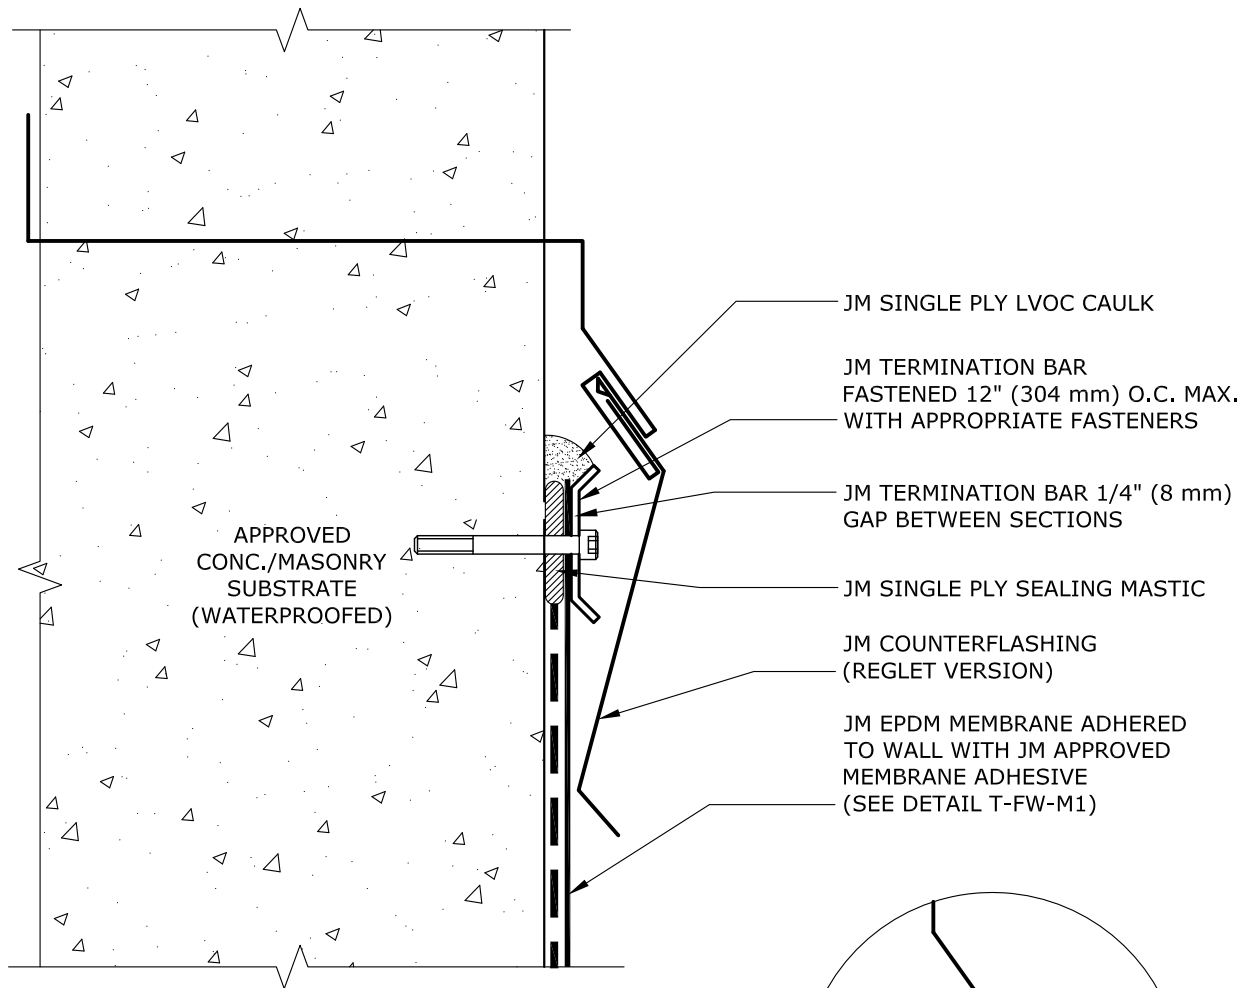 JM SINGLE PLY LVOC CAULK
JM TERMINATION BAR
FASTENED 12" (304 mm) O.C. MAX.
WITH APPROPRIATE FASTENERS
JM TERMINATION BAR 1/4" (8 mm)
GAP BETWEEN SECTIONS
APPROVED
CONC./MASONRY
SUBSTRATE
(WATERPROOFED)
JM SINGLE PLY SEALING MASTIC
JM COUNTERFLASHING
(REGLET VERSION)
JM EPDM MEMBRANE ADHERED
TO WALL WITH JM APPROVED
MEMBRANE ADHESIVE
(SEE DETAIL T-FW-M1)